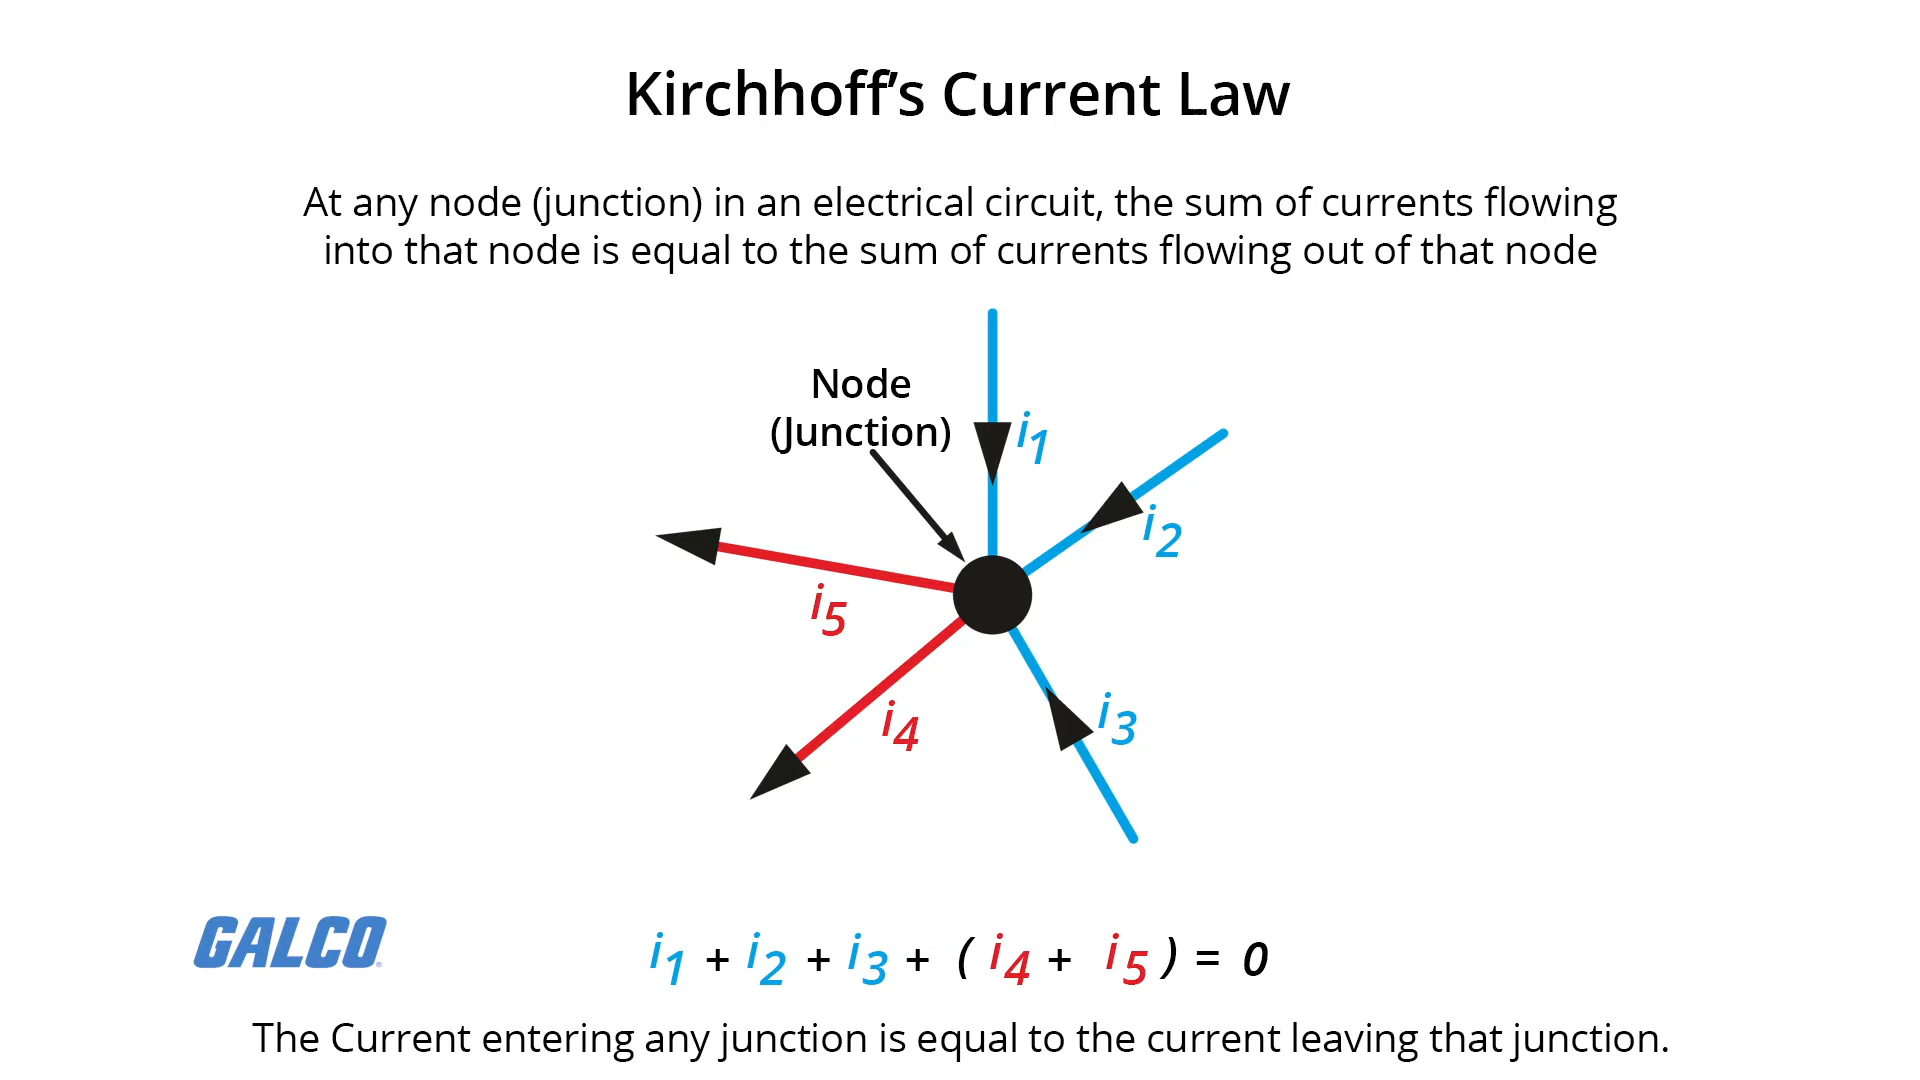 Kirchhoff's Current Law
At any node (junction) in an electrical circuit, the sum of currents flowing
into that node is equal to the sum of currents flowing out of that node
Node
(Junction)
i1
i2
i5
i3
i4
GALCO®
i1 + i2 + i3 + ( i4 + i5 ) = 0
The Current entering any junction is equal to the current leaving that junction.